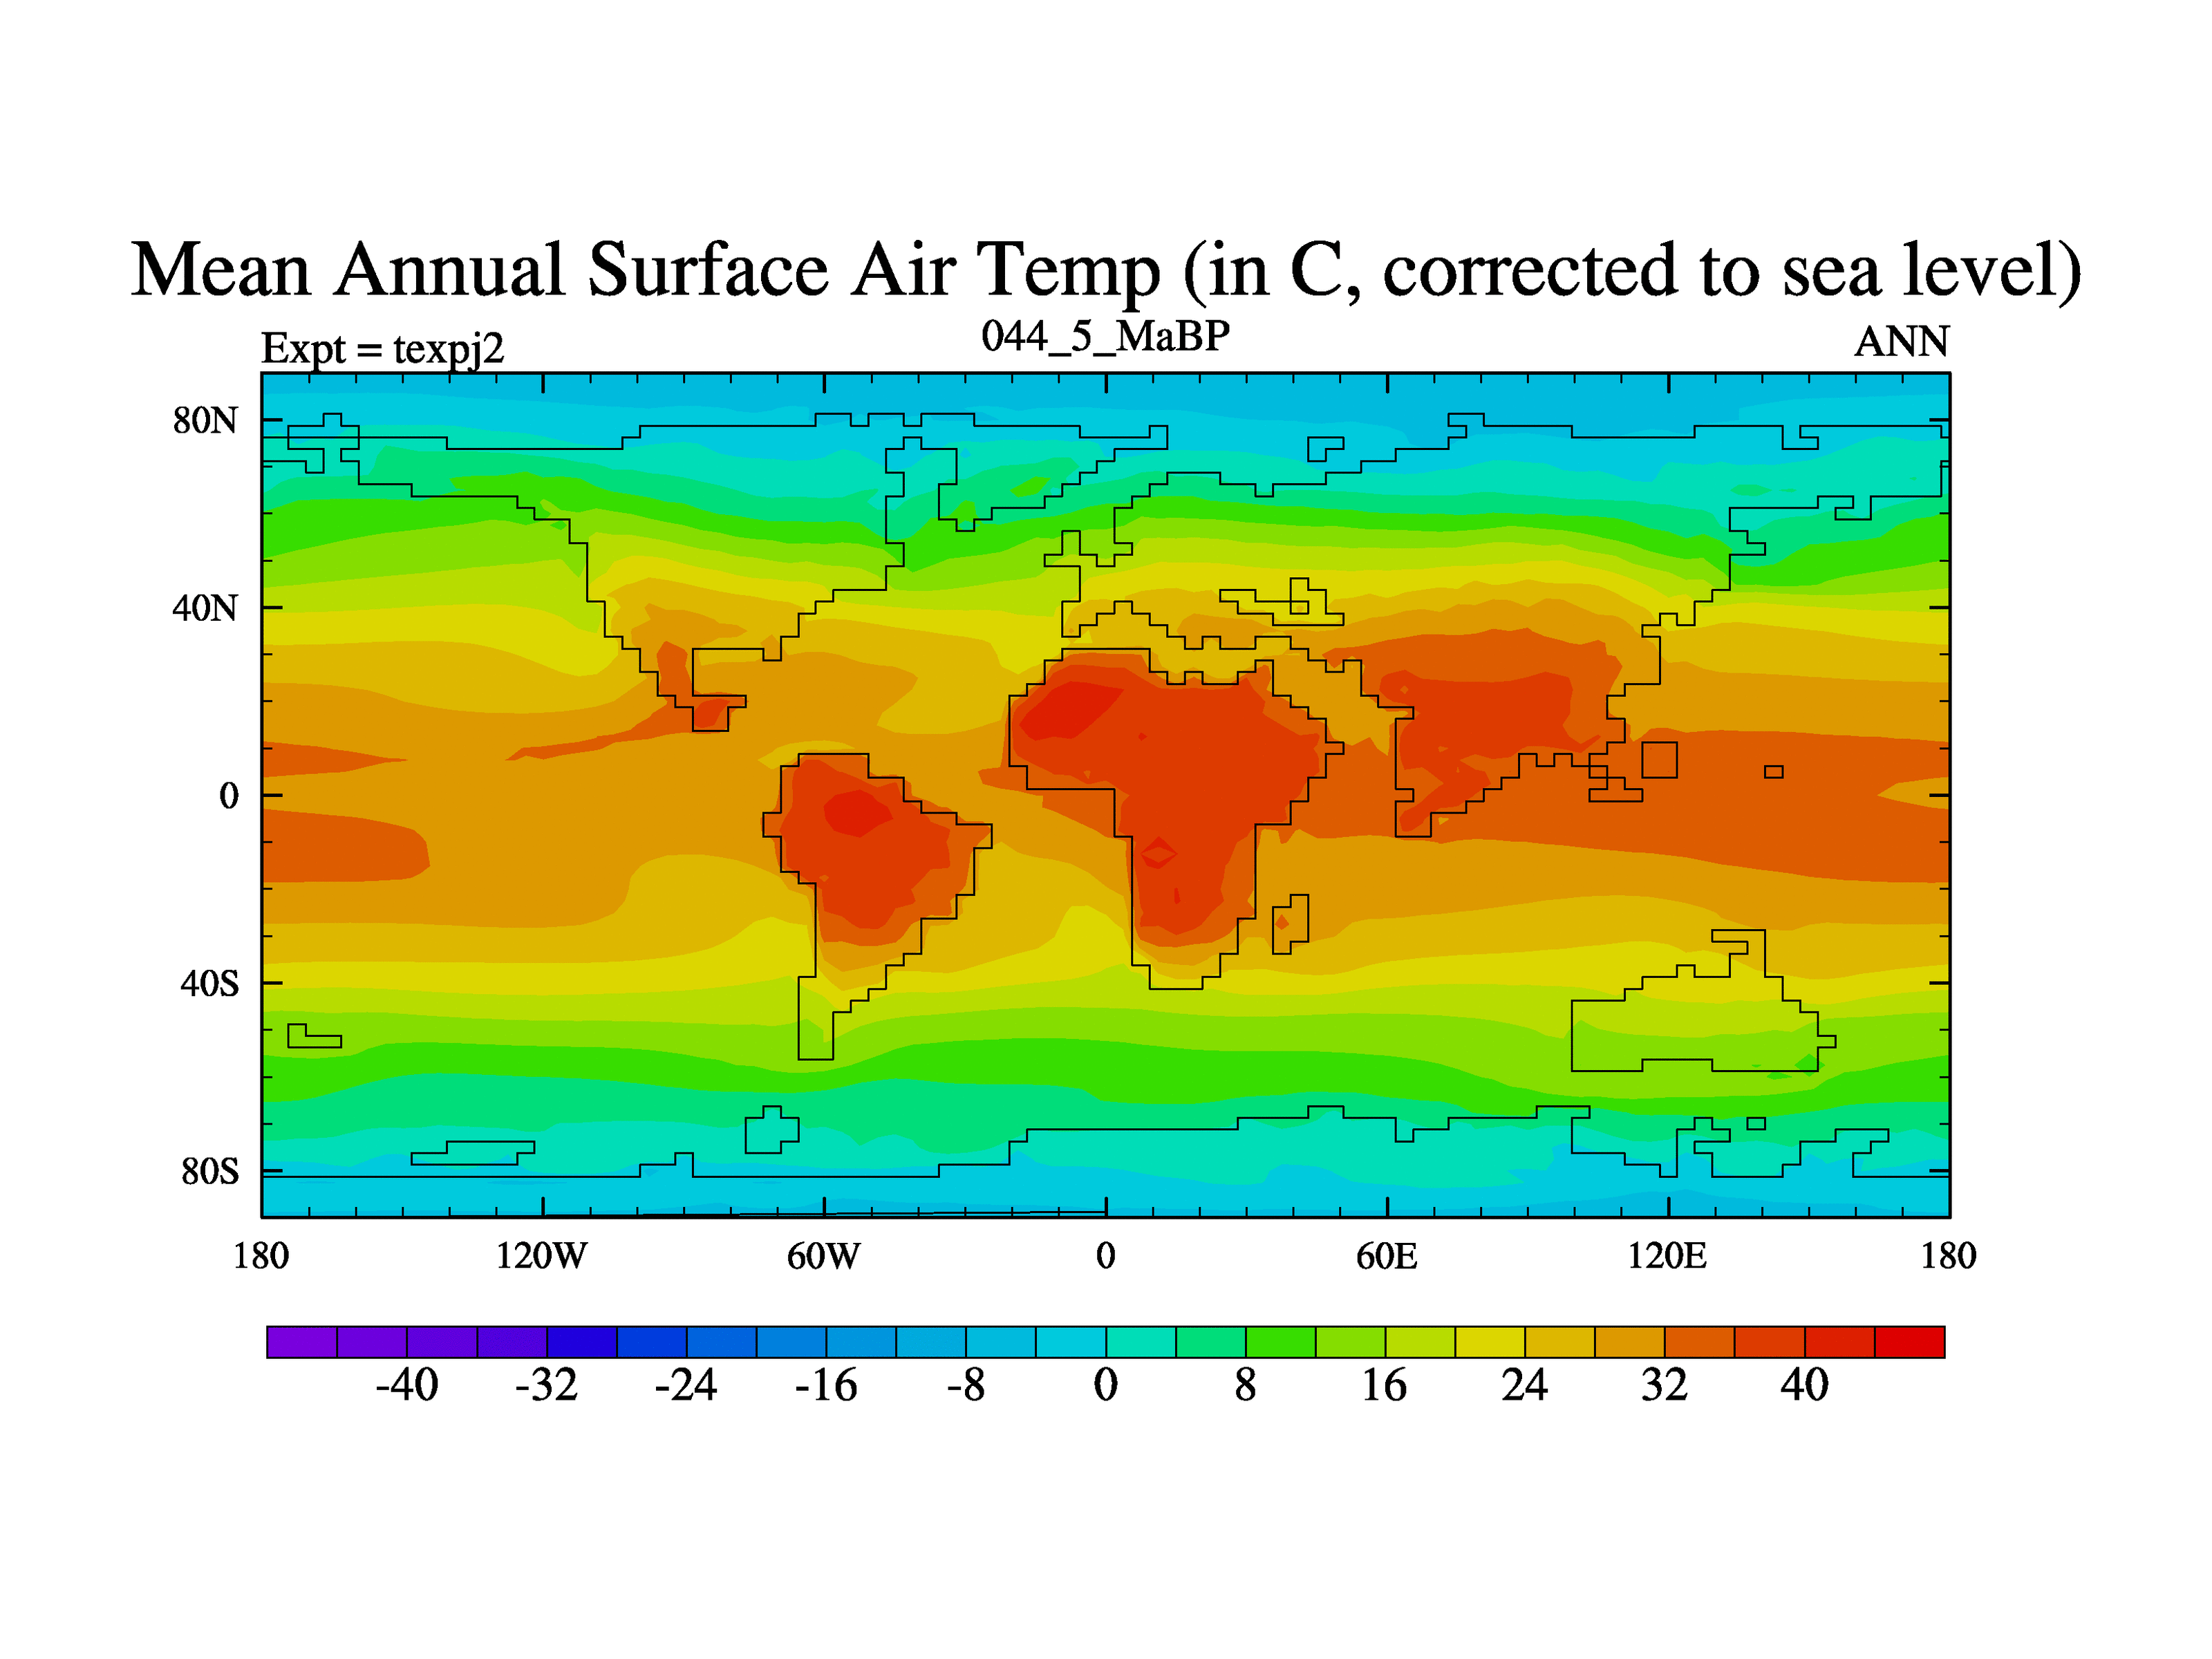 Mean Annual Surface Air Temp (in C, corrected to sea level)
044_5_MaBP
Expt = texpj2 ANN
80N
40N
0
40S
80S
180 120W 60W 0 60E 120E 180
-40 -32 -24 -16 -8 0 8 16 24 32 40